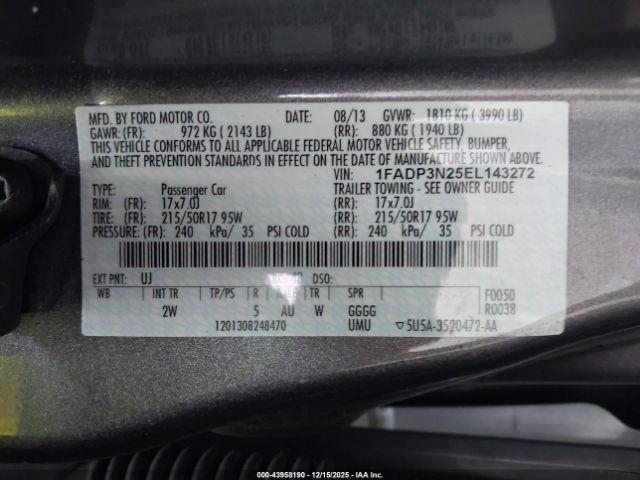 MFD. BY FORD MOTOR CO. DATE: 08/13 GVWR: 1810 KG ( 3990 LB)
GAWR: (FR): 972 KG ( 2143 LB) (RR): 880 KG ( 1940 LB)
THIS VEHICLE CONFORMS TO ALL APPLICABLE FEDERAL MOTOR VEHICLE SAFETY, BUMPER,
AND THEFT PREVENTION STANDARDS IN EFFECT ON THE DATE OF MANUFACTURE SHOWN ABOVE.
VIN: 1FADP3N25EL143272
TYPE: Passenger Car TRAILER TOWING - SEE OWNER GUIDE
RIM: (FR): 17x7.0J (RR): 17x7.0J
TIRE: (FR): 215/50R17 95W (RR): 215/50R17 95W
PRESSURE: (FR): 240 kPa/ 35 PSI COLD (RR): 240 kPa/ 35 PSI COLD
EXT PNT: UJ DSO:
WB INT TR TP/PS R AXLE TR SPR F0050
2W 5 AU W GGGG R0038
1201308248470 UMU ▽5U5A-3520472-AA
000-43958190 - 12/15/2025 - IAA Inc.